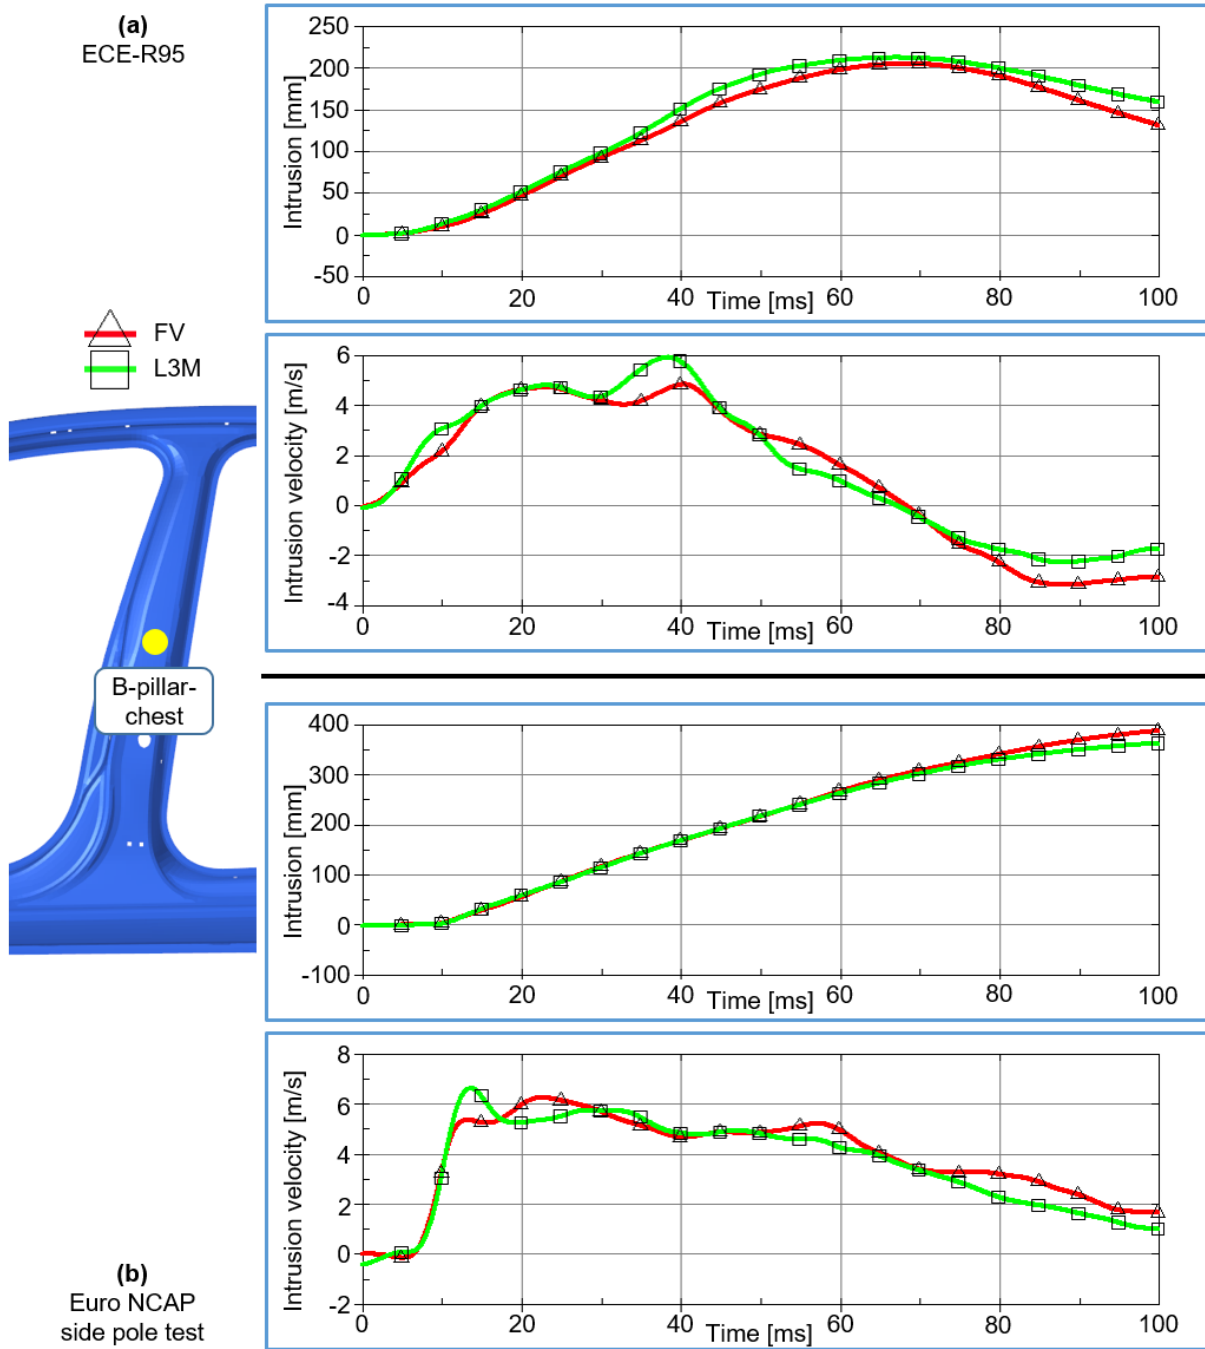 (a)
ECE-R95
FV
L3M
B-pillar-
chest
(b)
Euro NCAP
side pole test
Intrusion [mm]
250
200
150
100
50
0
-50
0 20 40 60 80 100
Time [ms]
Intrusion velocity [m/s]
6
4
2
0
-2
-4
0 20 40 60 80 100
Time [ms]
Intrusion [mm]
400
300
200
100
0
-100
0 20 40 60 80 100
Time [ms]
Intrusion velocity [m/s]
8
6
4
2
0
-2
0 20 40 60 80 100
Time [ms]